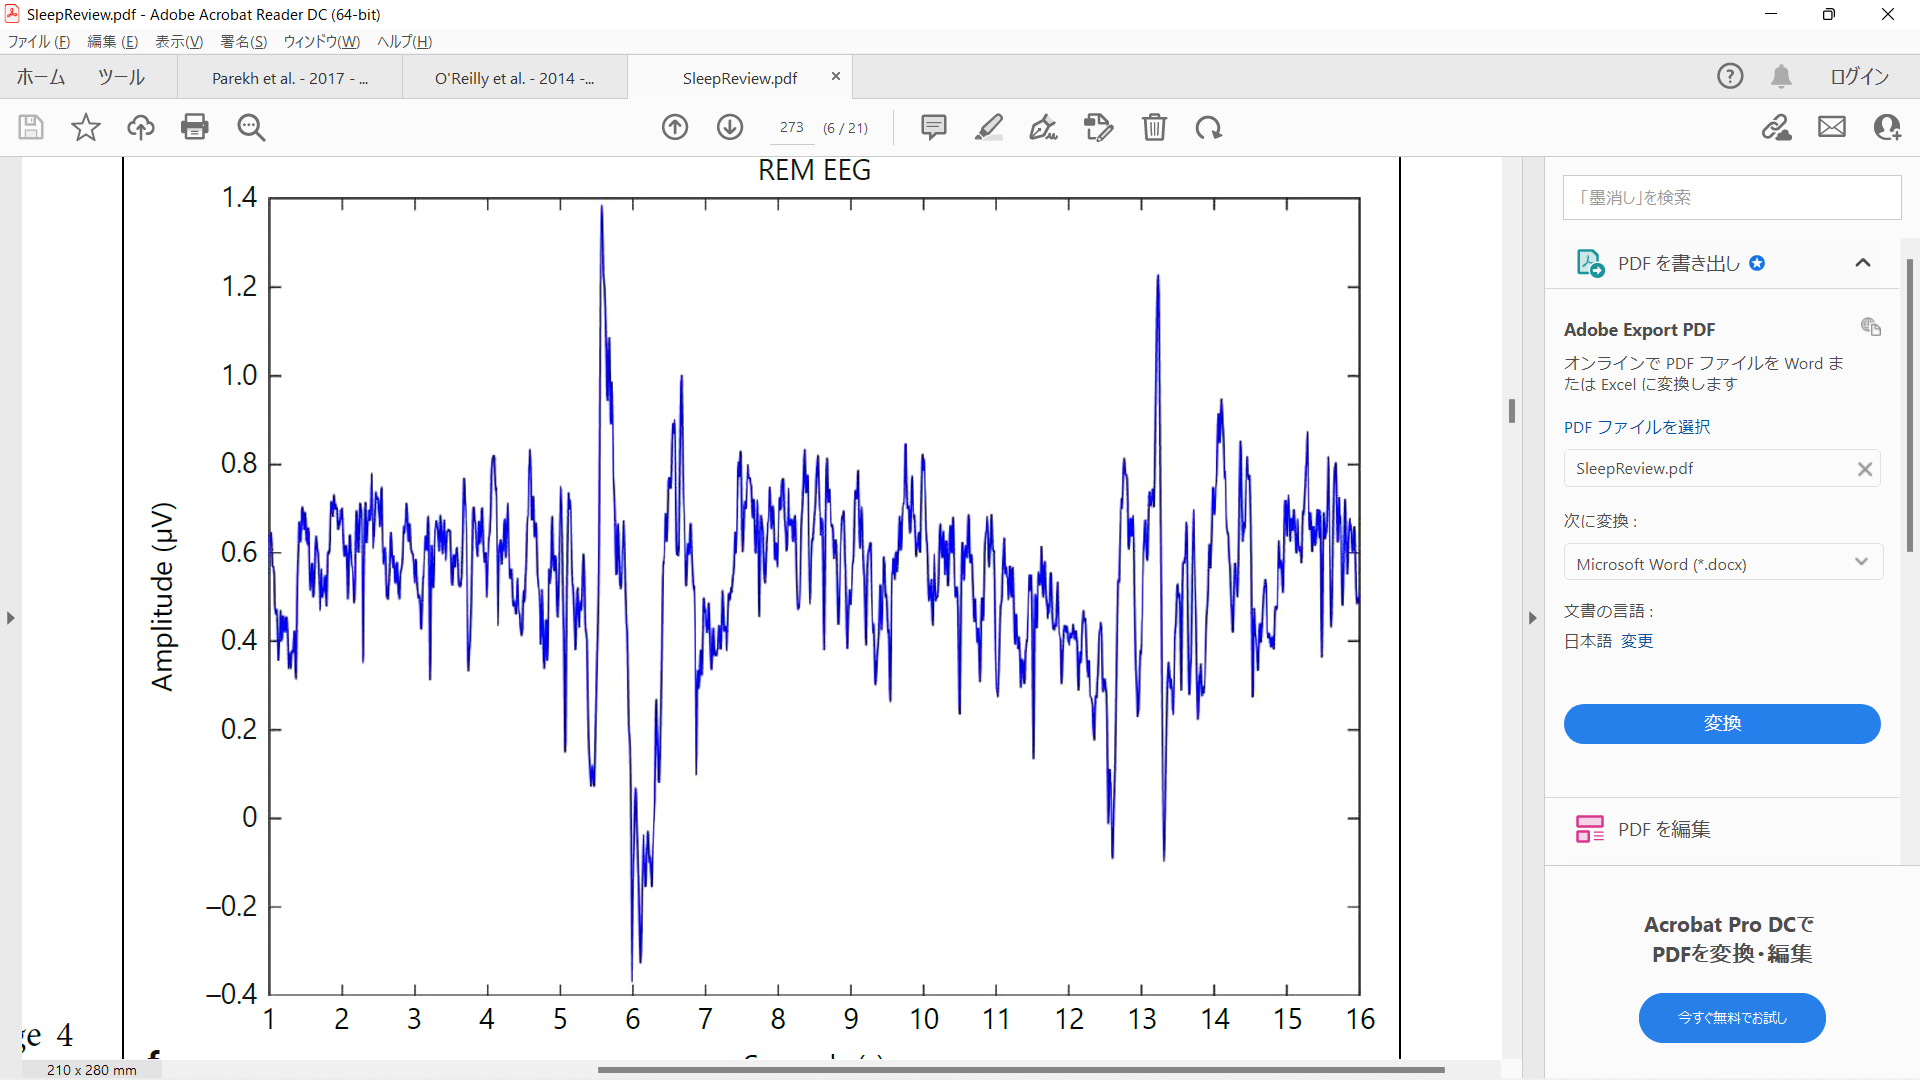 SleepReview.pdf - Adobe Acrobat Reader DC (64-bit)
ファイル (F) 編集 (E) 表示(V) 署名(S) ウィンドウ(W) ヘルプ(H)
ホーム ツール Parekh et al. - 2017 - ... O'Reilly et al. - 2014 -... SleepReview.pdf ログイン
273 (6 / 21)
REM EEG
1.4
1.2
1.0
0.8
0.6
0.4
0.2
0
–0.2
–0.4
Amplitude (μV)
1 2 3 4 5 6 7 8 9 10 11 12 13 14 15 16
4
210 x 280 mm
「墨消し」を検索
PDF を書き出し
Adobe Export PDF
オンラインで PDF ファイルを Word ま
たは Excel に変換します
PDF ファイルを選択
SleepReview.pdf
次に変換 :
Microsoft Word (*.docx)
文書の言語 :
日本語 変更
変換
PDF を編集
Acrobat Pro DCで
PDFを変換・編集
今すぐ無料でお試し